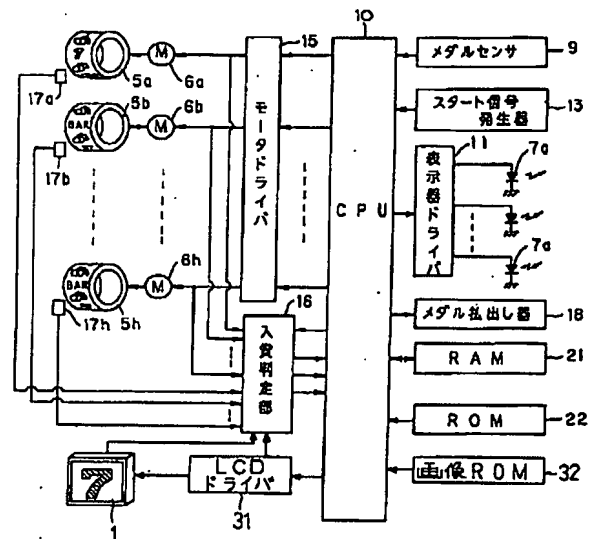 10
15
メダルセンサ
9
7
5a
M
6a
17a
スタート信号
発生器
13
5b
M
6b
BAR
17b
モータドライバ
CPU
11
7a
表示器ドライバ
7a
6h
M
BAR
5h
17h
16
入賞判定部
メダル払出し器
18
RAM
21
ROM
22
7
1
LCD
ドライバ
31
画像ROM
32